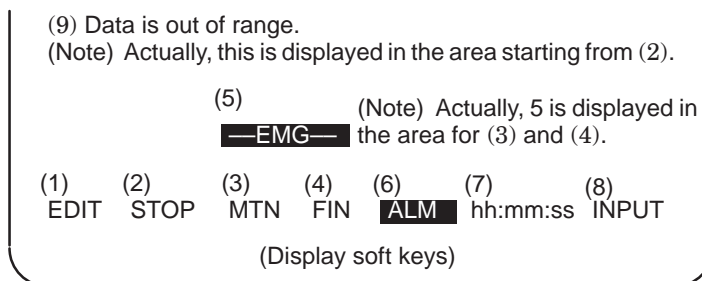 (9) Data is out of range.
(Note) Actually, this is displayed in the area starting from (2).
(5)
(Note) Actually, 5 is displayed in
—EMG— the area for (3) and (4).
(1) (2) (3) (4) (6) (7) (8)
EDIT STOP MTN FIN ALM hh:mm:ss INPUT
(Display soft keys)